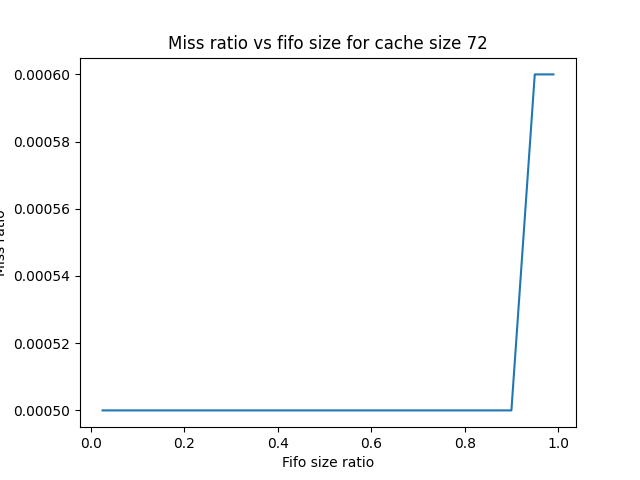 Miss ratio vs fifo size for cache size 72
0.00060
0.00058
0.00056
0.00054
0.00052
0.00050
Miss ratio
0.0 0.2 0.4 0.6 0.8 1.0
Fifo size ratio